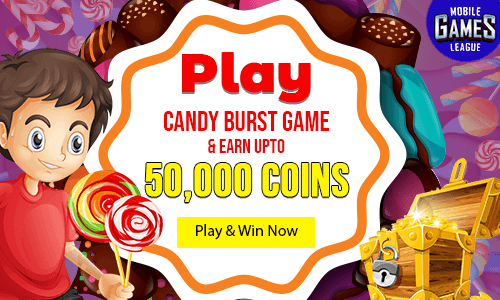 MOBILE
GAMES
LEAGUE
Play
CANDY BURST GAME
& EARN UPTO
50,000 COINS
Play & Win Now